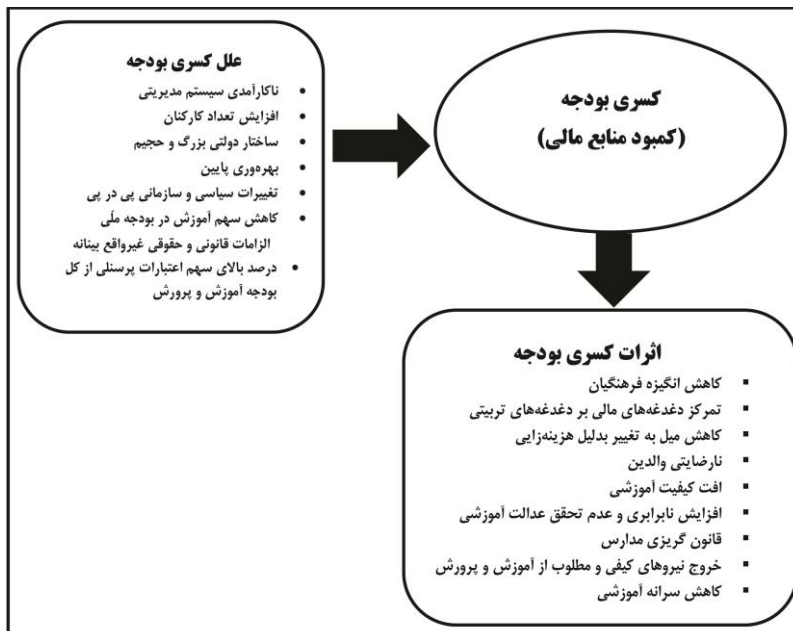 علل کسری بودجه
• ناکارآمدی سیستم مدیریتی
• افزایش تعداد کارکنان
• ساختار دولتی بزرگ و حجیم
• بهره‌وری پایین
• تغییرات سیاسی و سازمانی پی در پی
• کاهش سهم آموزش در بودجه ملّی
الزامات قانونی و حقوقی غیرواقع بینانه
• درصد بالای سهم اعتبارات پرسنلی از کل
بودجه آموزش و پرورش
کسری بودجه
(کمبود منابع مالی)
اثرات کسری بودجه
▪ کاهش انگیزه فرهنگیان
▪ تمرکز دغدغه‌های مالی بر دغدغه‌های تربیتی
▪ کاهش میل به تغییر بدلیل هزینه‌زایی
▪ نارضایتی والدین
▪ افت کیفیت آموزشی
▪ افزایش نابرابری و عدم تحقق عدالت آموزشی
▪ قانون گریزی مدارس
▪ خروج نیروهای کیفی و مطلوب از آموزش و پرورش
▪ کاهش سرانه آموزشی